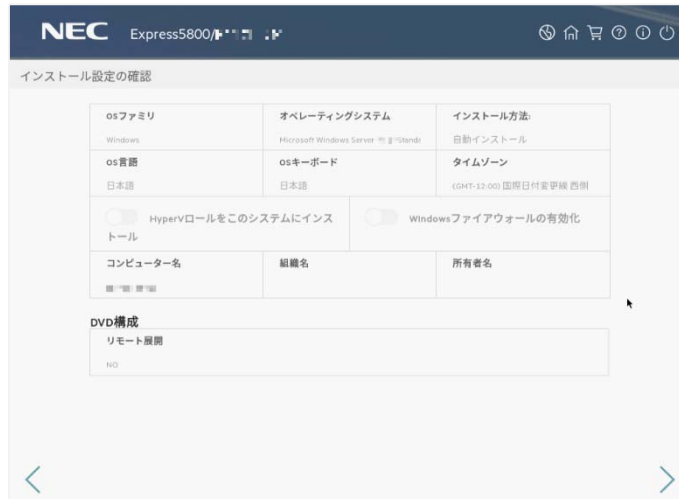 NEC Express5800/
インストール設定の確認
OSファミリ
オペレーティングシステム
インストール方法:
Windows
Microsoft Windows Server
自動インストール
OS言語
OSキーボード
タイムゾーン
日本語
日本語
(GMT-12:00) 国際日付変更線 西側
HyperVロールをこのシステムにインス
トール
Windowsファイアウォールの有効化
コンピューター名
組織名
所有者名
DVD構成
リモート展開
NO